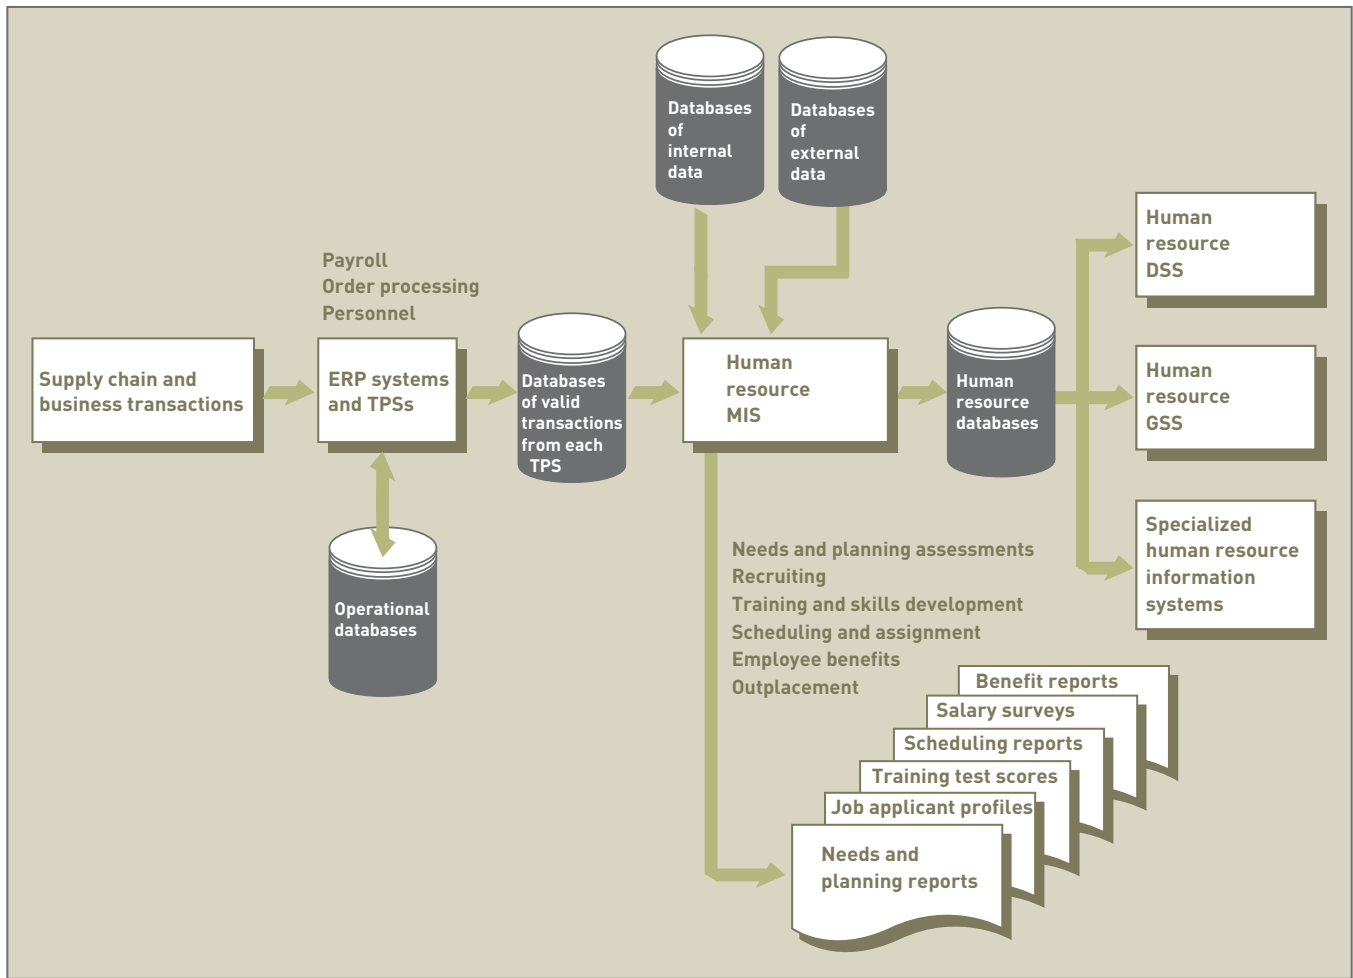 Databases
of
internal
data
Databases
of
external
data
Payroll
Order processing
Personnel
Supply chain and
business transactions
ERP systems
and TPSs
Databases
of valid
transactions
from each
TPS
Human
resource
MIS
Human
resource
databases
Human
resource
DSS
Human
resource
GSS
Specialized
human resource
information
systems
Operational
databases
Needs and planning assessments
Recruiting
Training and skills development
Scheduling and assignment
Employee benefits
Outplacement
Benefit reports
Salary surveys
Scheduling reports
Training test scores
Job applicant profiles
Needs and
planning reports